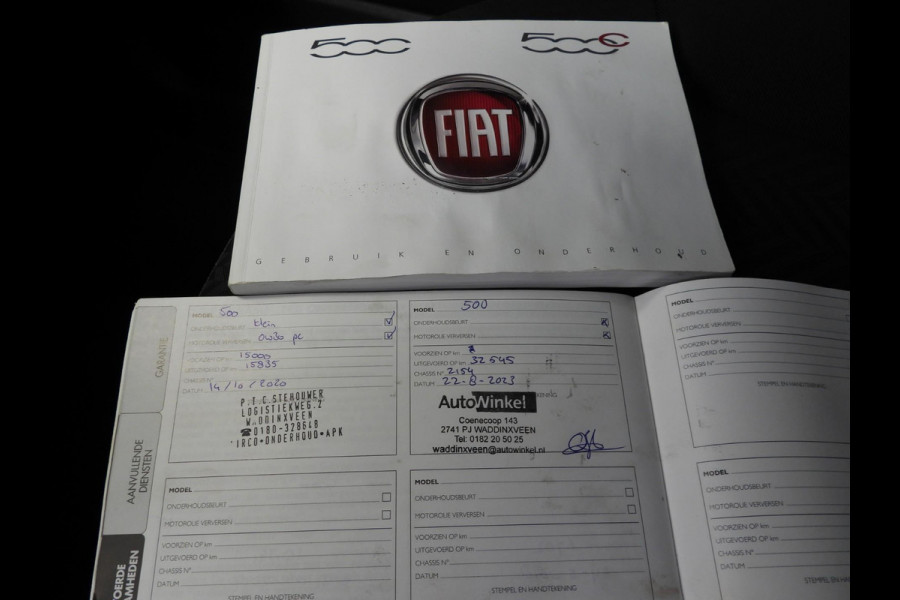 500 500C
FIAT
GEBRUIK EN ONDERHOUD
GARANTIE
AANVULLENDE
DIENSTEN
MODEL 500
ONDERHOUDSBEURT klein
MOTOROLIE VERVERSEN 0w30 pc
VOORZIEN OP km 15000
UITGEVOERD OP km 15835
CHASSIS N°
DATUM 14/10/2020
P.T.C. STEHOUWER
LOGISTIEKWEG.2
WADDINXVEEN
IRCO*ONDERHOUD*APK
MODEL 500
ONDERHOUDSBEURT
MOTOROLIE VERVERSEN
VOORZIEN OP km
UITGEVOERD OP km 32545
CHASSIS N° 2154
DATUM 22-8-2023
AutoWinkel
Coenecoop 143
2741 PJ WADDINXVEEN
Tel: 0182 20 50 25
waddinxveen@autowinkel.nl
MODEL
ONDERHOUDSBEURT
MOTOROLIE VERVERSEN
VOORZIEN OP km
UITGEVOERD OP km
CHASSIS N°
DATUM
STEMPEL EN HANDTEKENING
MODEL
ONDERHOUDSBEURT
MOTOROLIE VERVERSEN
VOORZIEN OP km
UITGEVOERD OP km
CHASSIS N°
DATUM
STEMPEL EN HANDTEKENING
MODEL
ONDERHOUDSBEURT
MOTOROLIE VERVERSEN
VOORZIEN OP km
UITGEVOERD OP km
CHASSIS N°
DATUM
STEMPEL EN HANDTEKENING
MODEL
ONDERHOUDSBEURT
MOTOROLIE VERVERSEN
VOORZIEN OP km
UITGEVOERD OP km
CHASSIS N°
DATUM
STEMPEL EN HAND